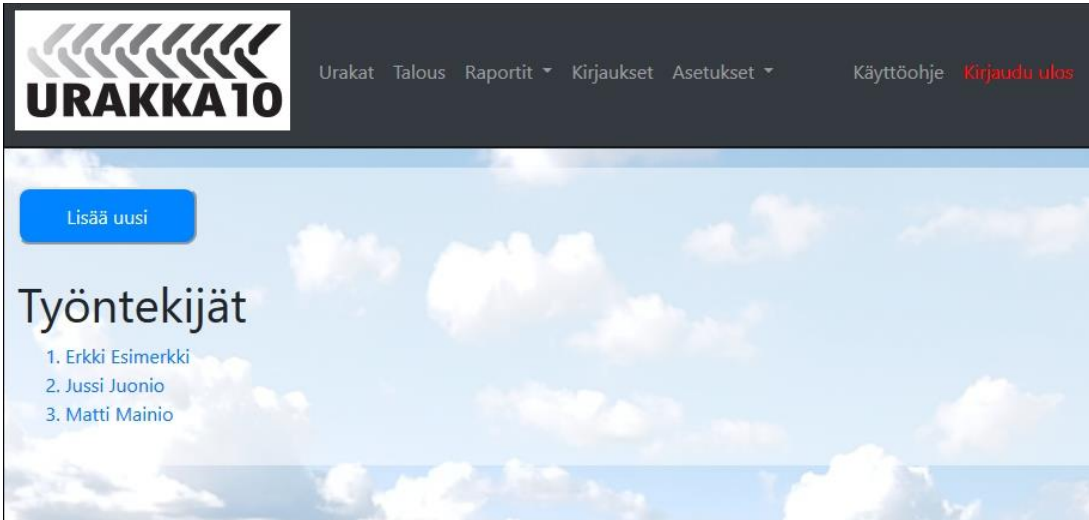 URAKKA10
Urakat Talous Raportit Kirjaukset Asetukset Käyttöohje Kirjaudu ulos
Lisää uusi
Työntekijät
1. Erkki Esimerkki
2. Jussi Juonio
3. Matti Mainio